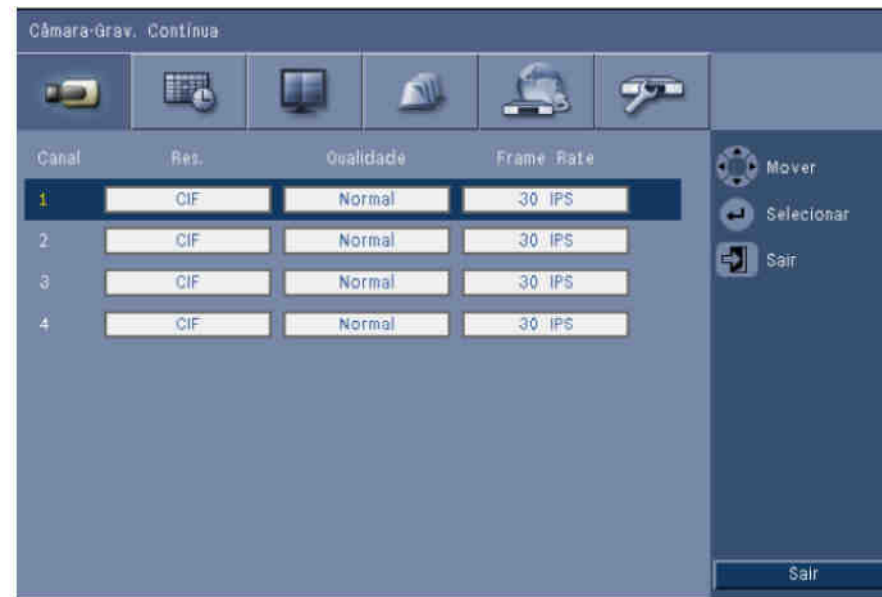 Câmara-Grav. Contínua
Canal Res. Qualidade Frame Rate
1 CIF Normal 30 IPS
2 CIF Normal 30 IPS
3 CIF Normal 30 IPS
4 CIF Normal 30 IPS
Mover
Selecionar
Sair
Sair